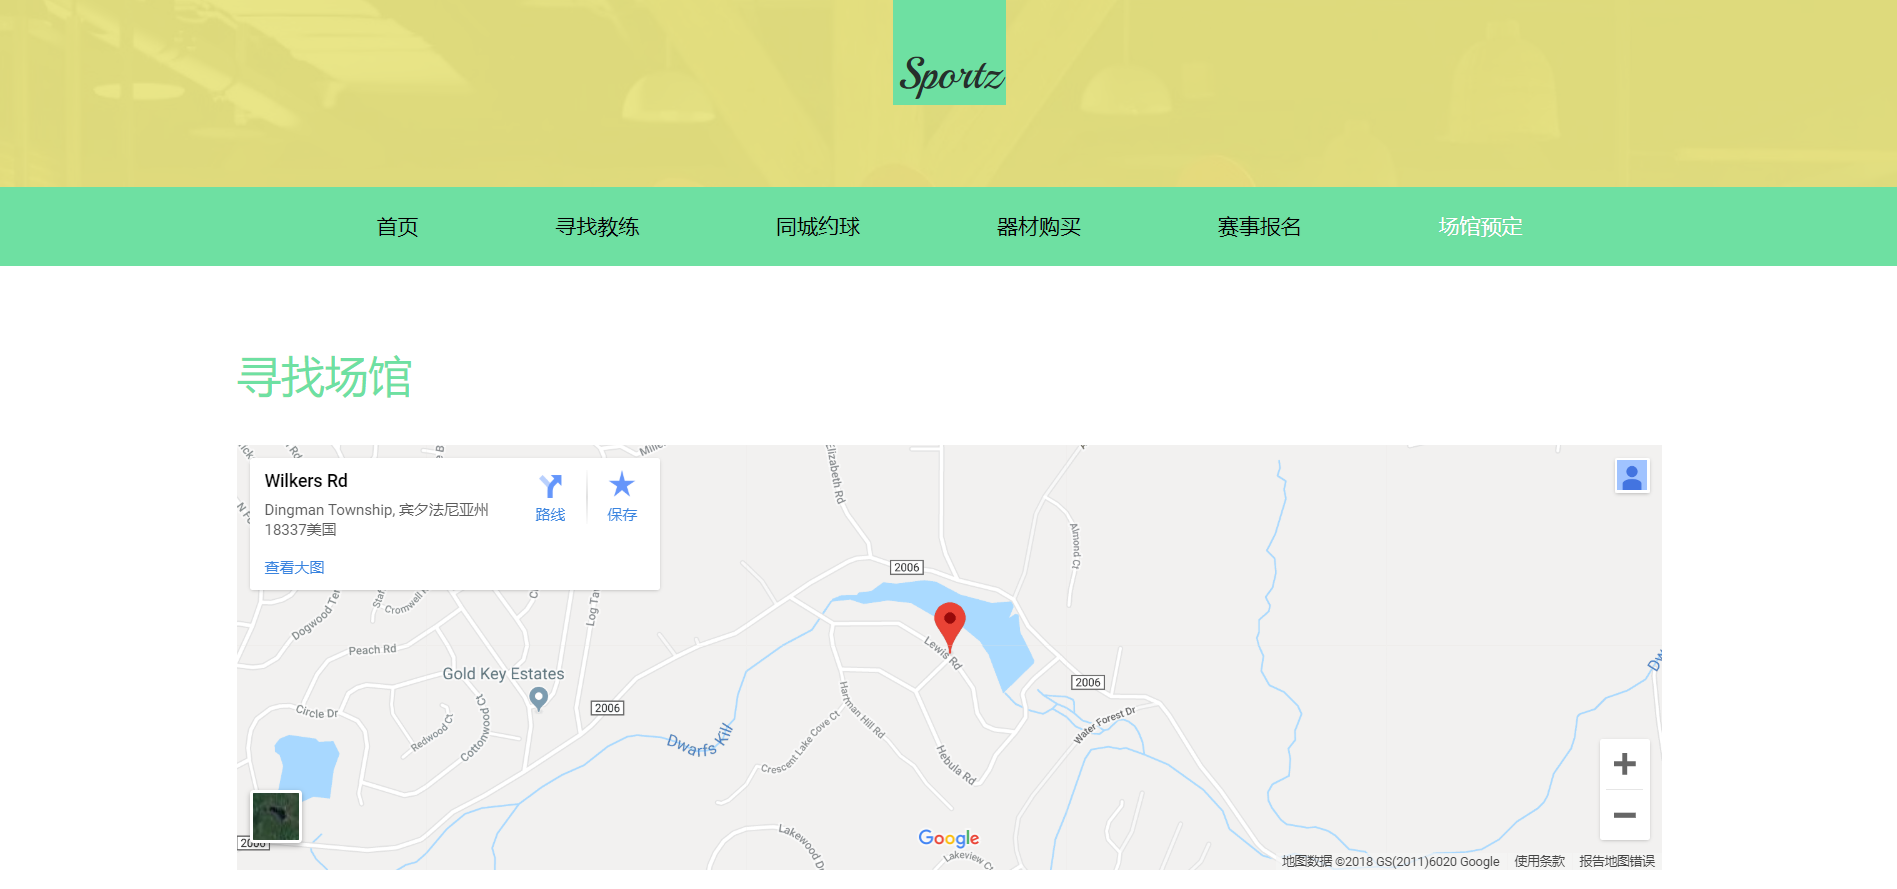 Sportz
首页 寻找教练 同城约球 器材购买 赛事报名 场馆预定
寻找场馆
Wilkers Rd
Dingman Township, 宾夕法尼亚州
18337美国
路线
保存
查看大图
Elizabeth Rd
Almond Ct
2006
Dogwood Ter
Cromwell
Log Ta
Peach Rd
Lewis Rd
Gold Key Estates
2006
2006
Circle Dr
Redwood Ct
Cottonwood Ct
Dwarfs Kill
Hartman Hill Rd
Crescent Lake Cove Ct
Hebula Rd
Water Forest Dr
Dw
2006
Lakewood D
Lakeview Ct
Google
地图数据 ©2018 GS(2011)6020 Google 使用条款 报告地图错误